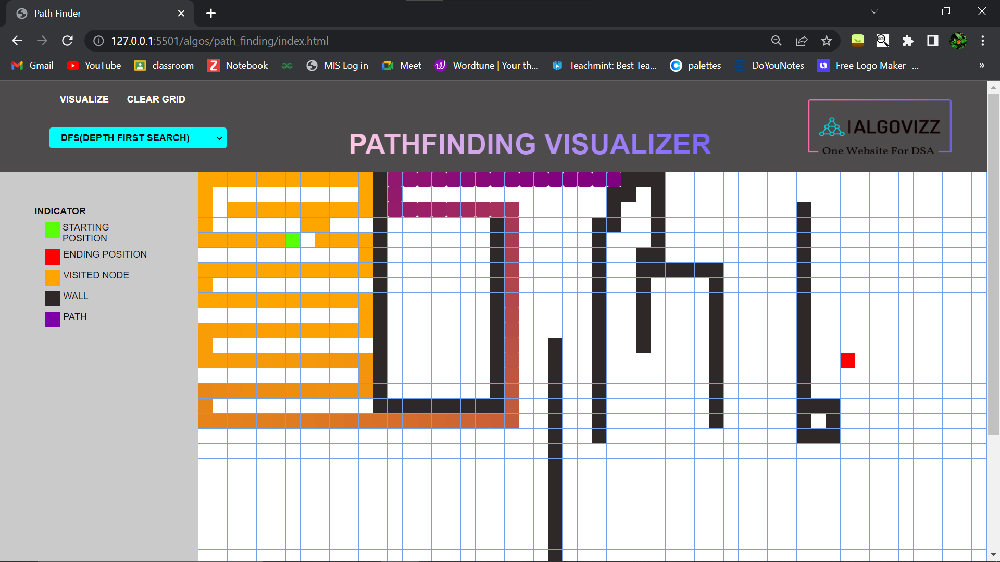 Path Finder
127.0.0.1:5501/algos/path_finding/index.html
Gmail YouTube classroom Notebook MIS Log in Meet Wordtune | Your th... Teachmint: Best Tea... palettes DoYouNotes Free Logo Maker -... »
VISUALIZE CLEAR GRID
DFS(DEPTH FIRST SEARCH)
PATHFINDING VISUALIZER
ALGOVIZZ
One Website For DSA
INDICATOR
STARTING
POSITION
ENDING POSITION
VISITED NODE
WALL
PATH